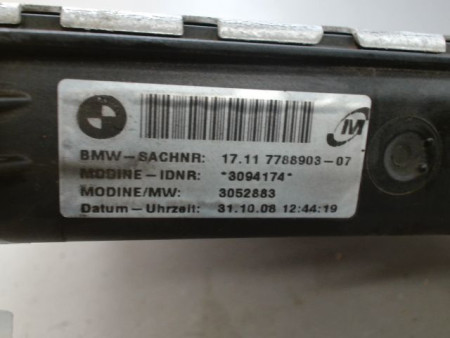 BMW-SACHNR: 17.11 7788903-07
MODINE-IDNR: *3094174*
MODINE/MW: 3052883
Datum-Uhrzeit: 31.10.08 12:44:19